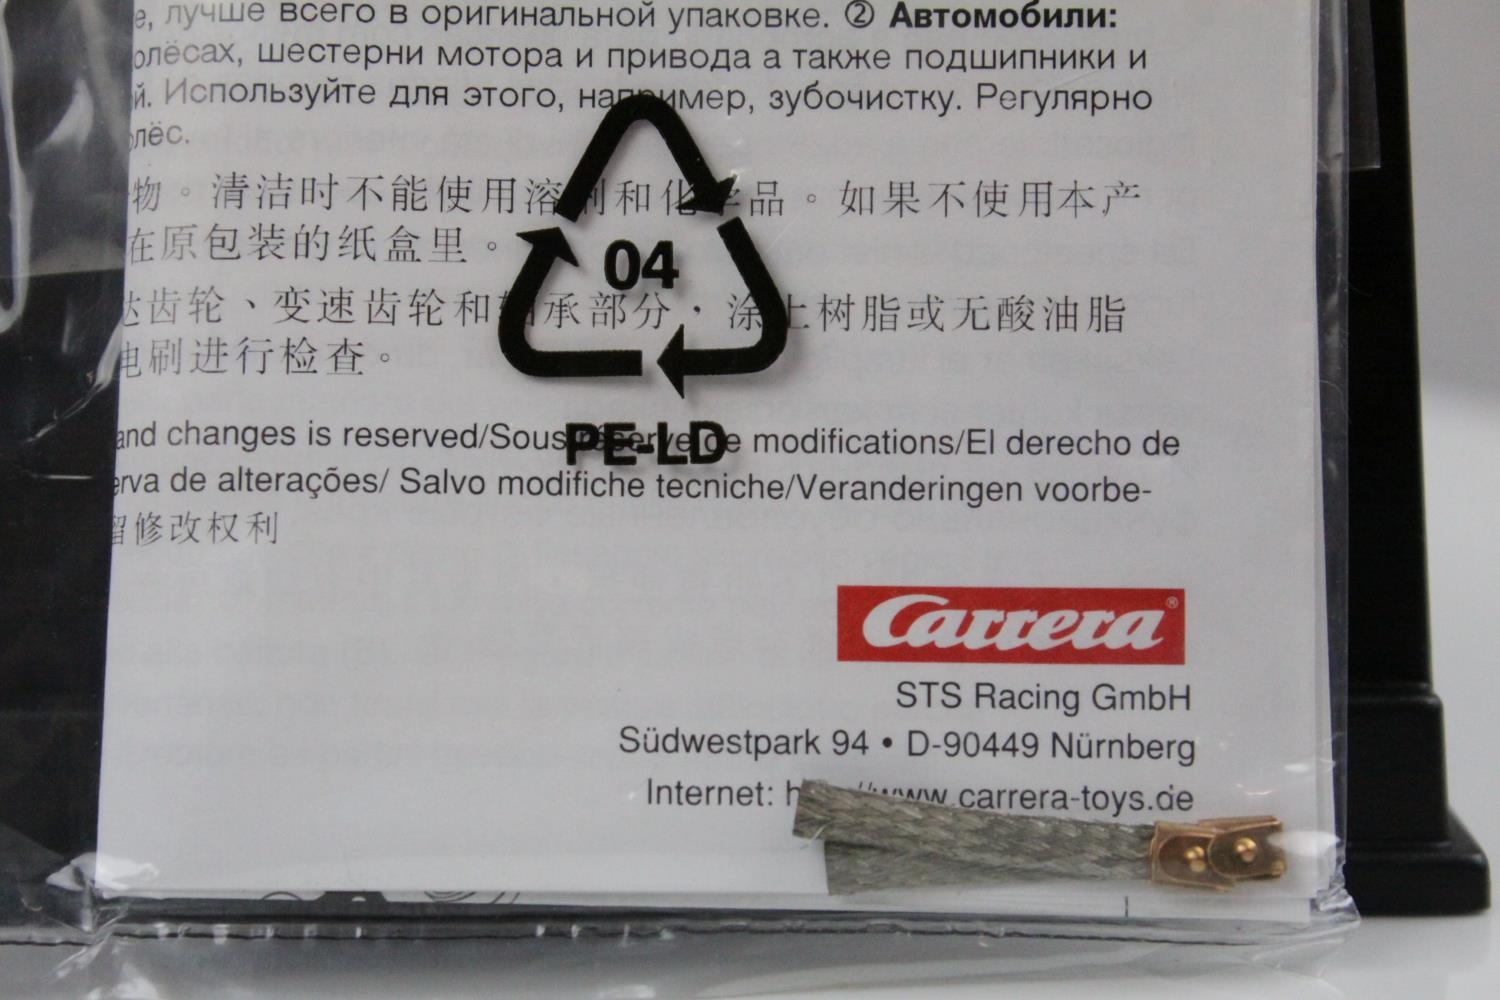 лучше всего в оригинальной упаковке. ② Автомобили:
олёсах, шестерни мотора и привода а также подшипники и
й. Используйте для этого, например, зубочистку. Регулярно
олёс.
物。清洁时不能使用溶剂和化学品。如果不使用本产
在原包装的纸盒里。
04
达齿轮、变速齿轮和轴承部分，涂上树脂或无酸油脂
电刷进行检查。
and changes is reserved/Sous réserve de modifications/El derecho de
PE-LD
erva de alterações/ Salvo modifiche tecniche/Veranderingen voorbe-
留修改权利
Carrera®
STS Racing GmbH
Südwestpark 94 • D-90449 Nürnberg
Internet: http://www.carrera-toys.de